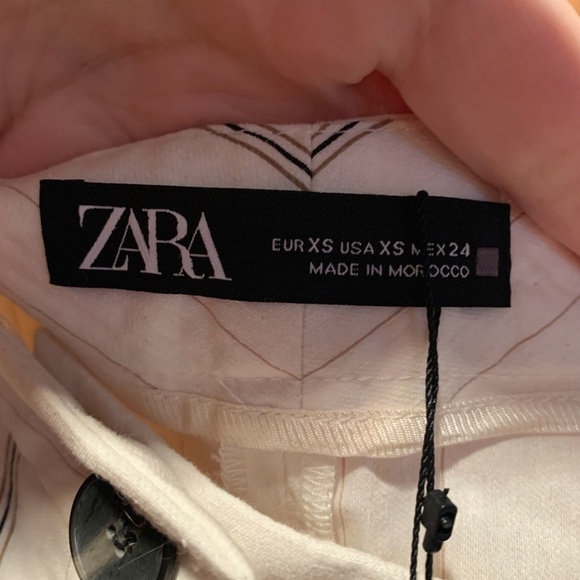 ZARA
EUR XS USA XS MEX 24
MADE IN MOROCCO